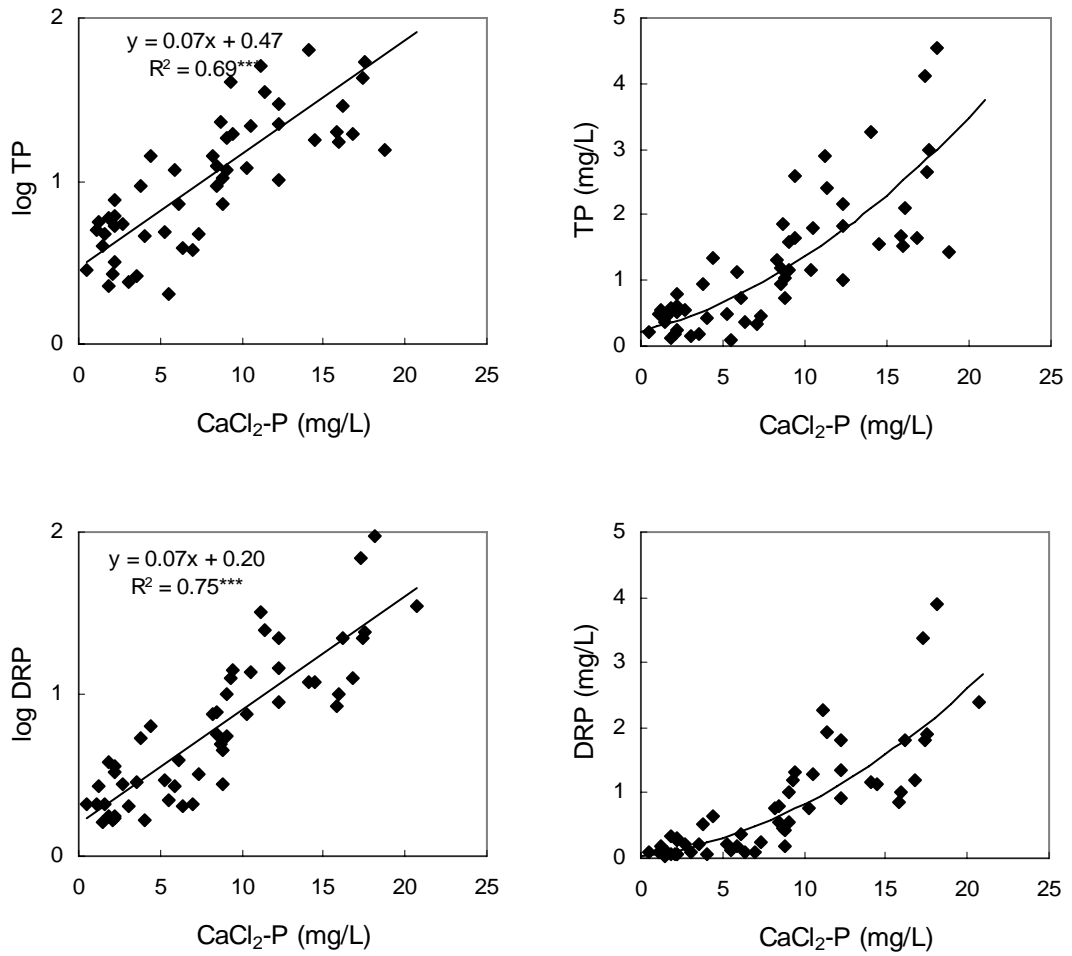 2
y = 0.07x + 0.47
R² = 0.69***
log TP
1
0
0 5 10 15 20 25
CaCl₂-P (mg/L)
5
4
3
TP (mg/L)
2
1
0
0 5 10 15 20 25
CaCl₂-P (mg/L)
2
y = 0.07x + 0.20
R² = 0.75***
log DRP
1
0
0 5 10 15 20 25
CaCl₂-P (mg/L)
5
4
3
DRP (mg/L)
2
1
0
0 5 10 15 20 25
CaCl₂-P (mg/L)